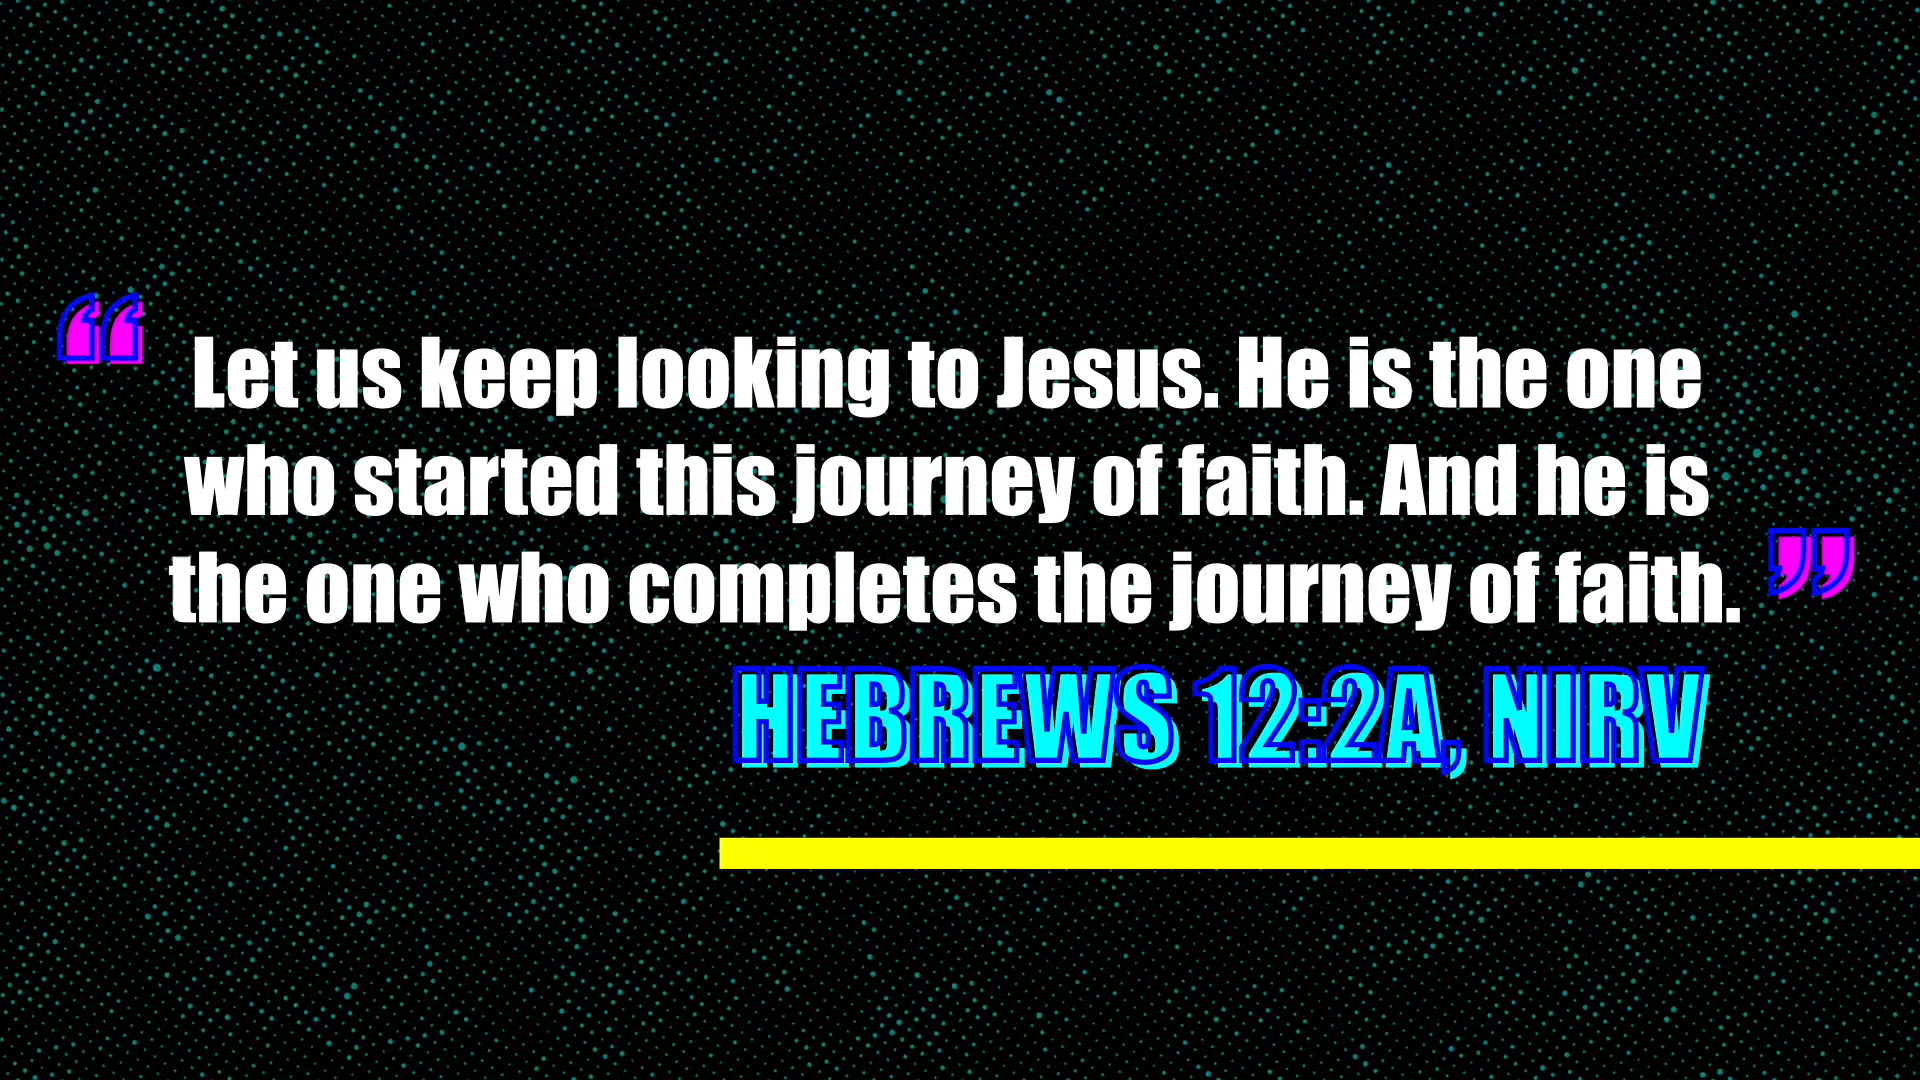 “Let us keep looking to Jesus. He is the one
who started this journey of faith. And he is
the one who completes the journey of faith.”
HEBREWS 12:2A, NIRV